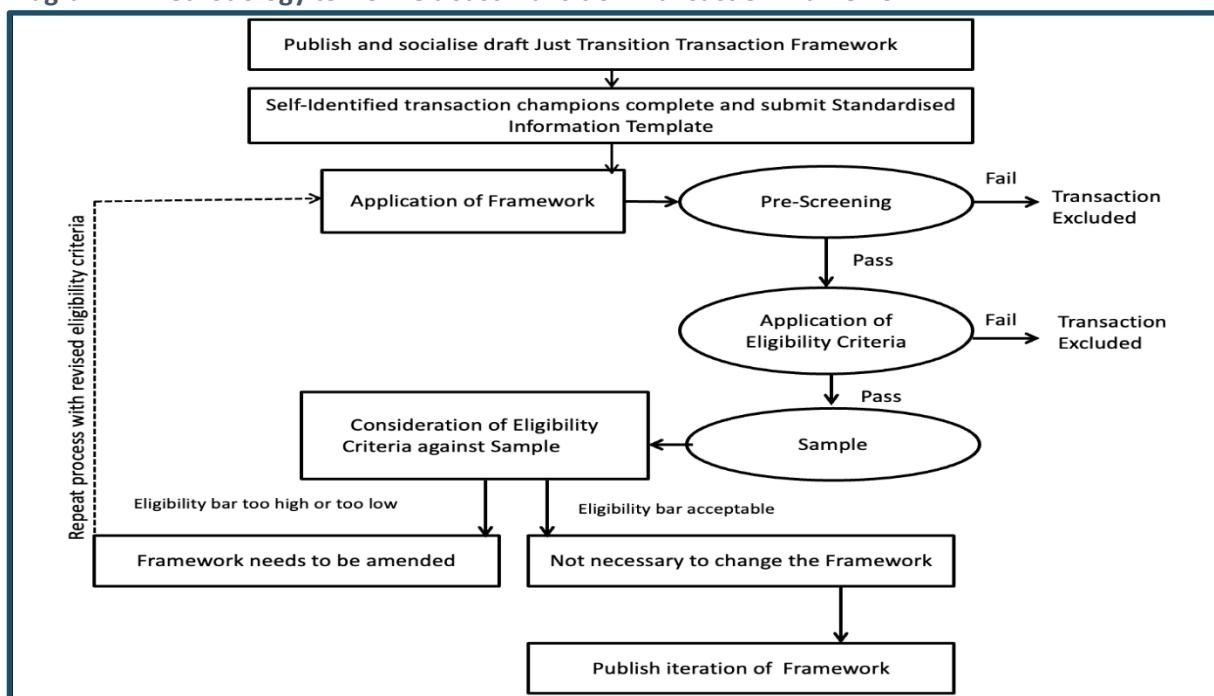 Publish and socialise draft Just Transition Transaction Framework
Self-Identified transaction champions complete and submit Standardised
Information Template
Application of Framework
Pre-Screening
Fail
Transaction
Excluded
Pass
Application of
Eligibility Criteria
Fail
Transaction
Excluded
Pass
Sample
Consideration of Eligibility
Criteria against Sample
Repeat process with revised eligibility criteria
Eligibility bar too high or too low
Eligibility bar acceptable
Framework needs to be amended
Not necessary to change the Framework
Publish iteration of Framework